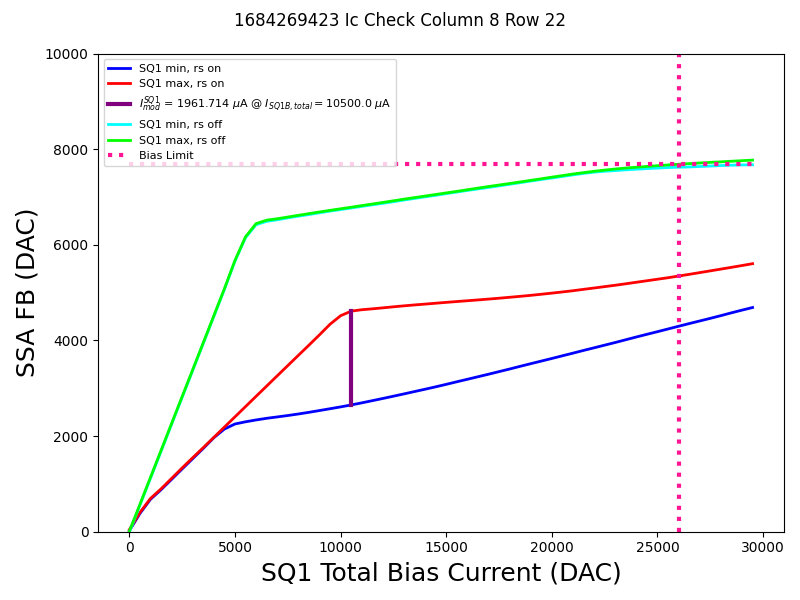 1684269423 Ic Check Column 8 Row 22
10000
8000
6000
4000
2000
0
SSA FB (DAC)
SQ1 min, rs on
SQ1 max, rs on
I_{mod}^{SQ1} = 1961.714 μA @ I_{SQ1B,total} = 10500.0 μA
SQ1 min, rs off
SQ1 max, rs off
Bias Limit
0 5000 10000 15000 20000 25000 30000
SQ1 Total Bias Current (DAC)